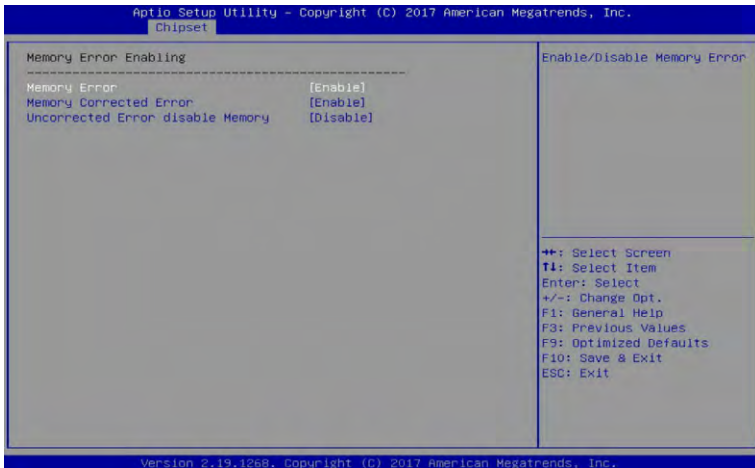 Aptio Setup Utility – Copyright (C) 2017 American Megatrends, Inc.
Chipset
Memory Error Enabling
--------------------------------------------------
Memory Error [Enable]
Memory Corrected Error [Enable]
Uncorrected Error disable Memory [Disable]
Enable/Disable Memory Error
→←: Select Screen
↑↓: Select Item
Enter: Select
+/-: Change Opt.
F1: General Help
F3: Previous Values
F9: Optimized Defaults
F10: Save & Exit
ESC: Exit
Version 2.19.1268. Copyright (C) 2017 American Megatrends, Inc.